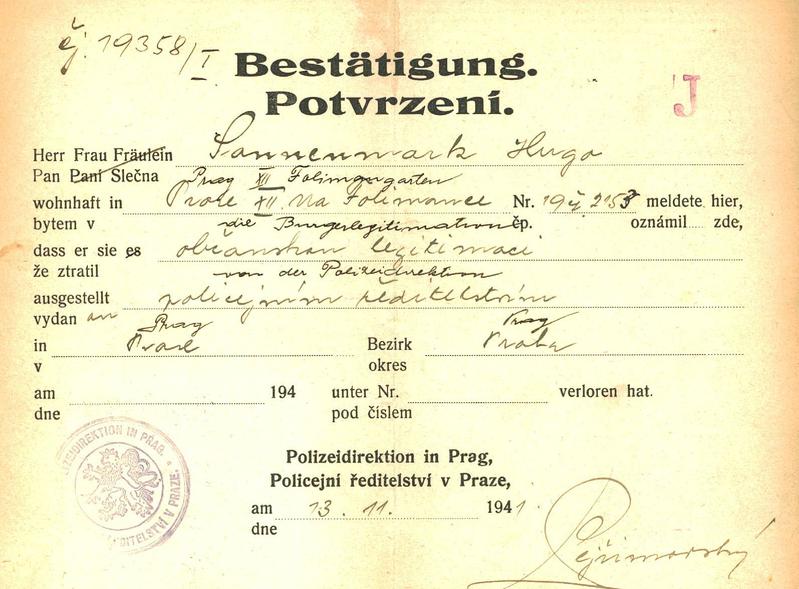 čj. 19358/I
Bestätigung.
Potvrzení.
J
Herr Frau Fräulein Sonnenmark Hugo
Pan Paní Slečna Prag XII Folimangarten
wohnhaft in Praze XII. Na Folimance Nr. 19 2153 meldete hier,
bytem v die Burgerlegitimation čp. oznámil zde,
dass er sie es občanskou legitimaci
že ztratil von der Polizeidirektion
ausgestellt policejním ředitelstvím
vydan an Prag Prag
in Praze Bezirk Praha
v okres
am 194 unter Nr. verloren hat.
dne pod číslem
POLIZEIDIREKTION IN PRAG.
ŘEDITELSTVÍ V PRAZE.
Polizeidirektion in Prag,
Policejní ředitelství v Praze,
am 13. 11. 1941
dne